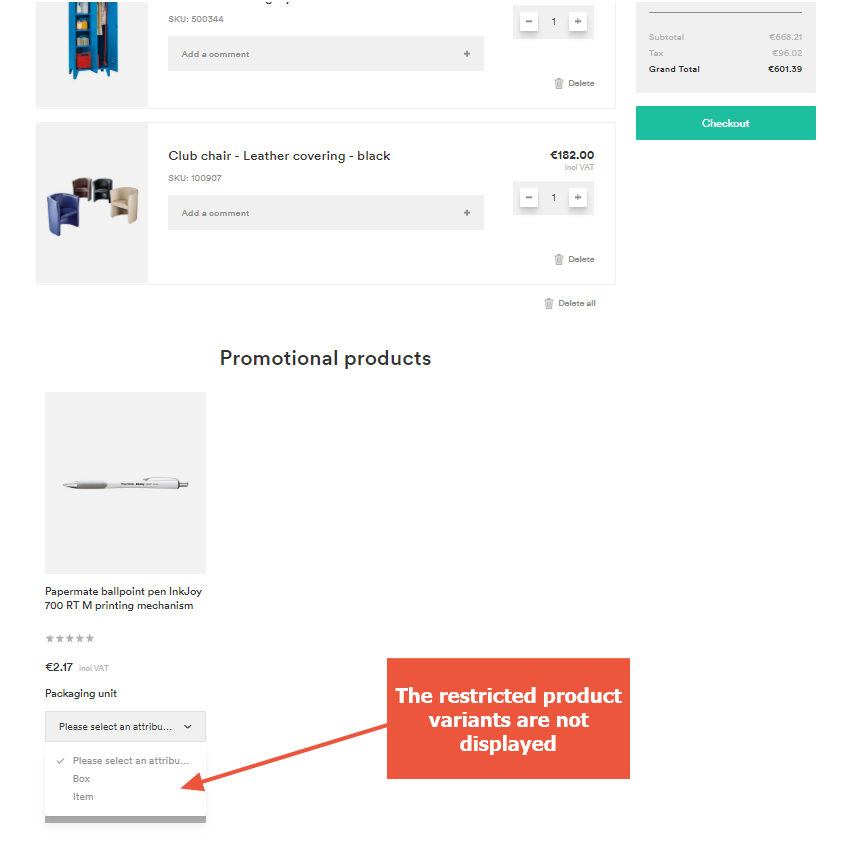 SKU: 500344
- 1 +
Add a comment +
Delete
Subtotal €668.21
Tax €96.02
Grand Total €601.39
Checkout
Club chair - Leather covering - black
€182.00
incl VAT
SKU: 100907
- 1 +
Add a comment +
Delete
Delete all
Promotional products
Papermate ballpoint pen InkJoy
700 RT M printing mechanism
€2.17 incl VAT
Packaging unit
Please select an attribu...
Please select an attribu...
Box
Item
The restricted product
variants are not
displayed